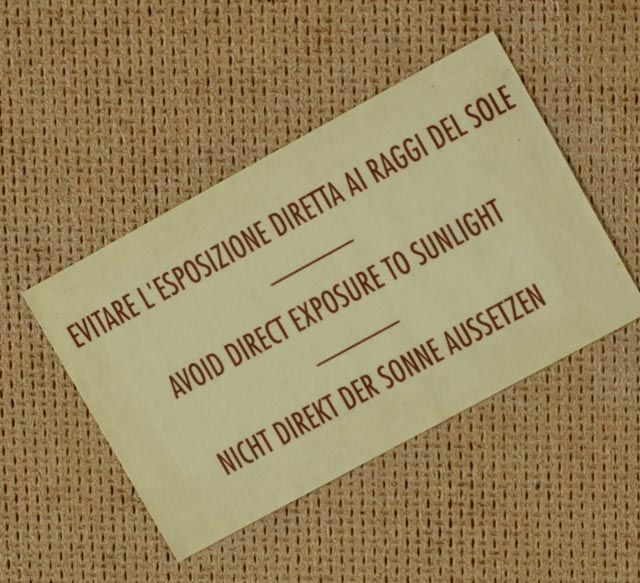 EVITARE L'ESPOSIZIONE DIRETTA AI RAGGI DEL SOLE
AVOID DIRECT EXPOSURE TO SUNLIGHT
NICHT DIREKT DER SONNE AUSSETZEN